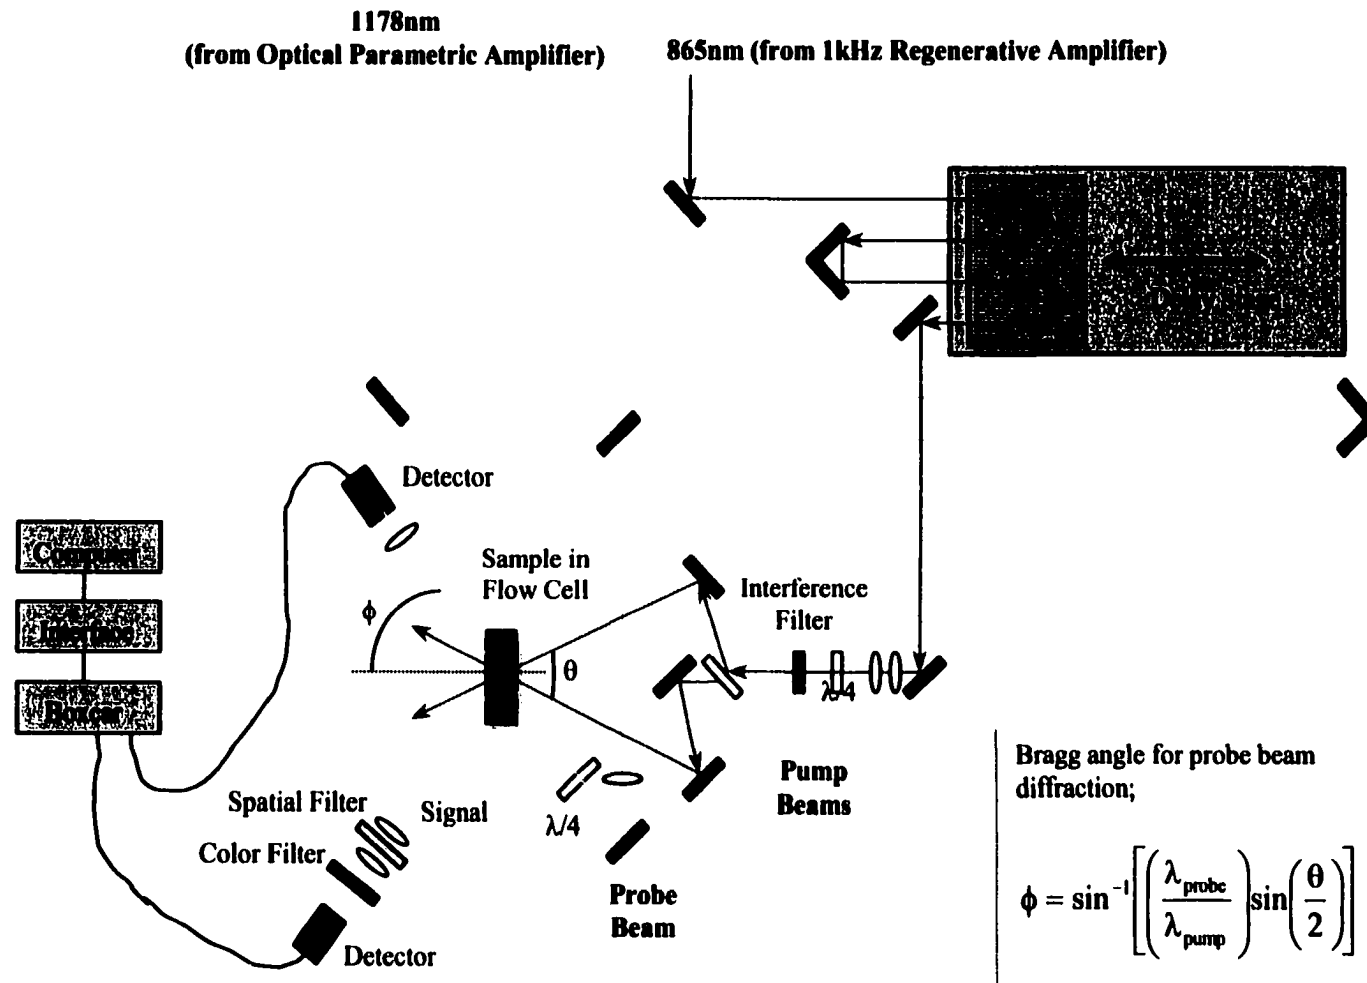 1178nm
(from Optical Parametric Amplifier)
865nm (from 1kHz Regenerative Amplifier)
Delay
Detector
Computer
Interface
Boxcar
Sample in
Flow Cell
Interference
Filter
ϕ
θ
λ/4
Pump
Beams
Spatial Filter
Signal
Color Filter
λ/4
Probe
Beam
Detector
Bragg angle for probe beam
diffraction;
ϕ = sin⁻¹[(λprobe/λpump)sin(θ/2)]